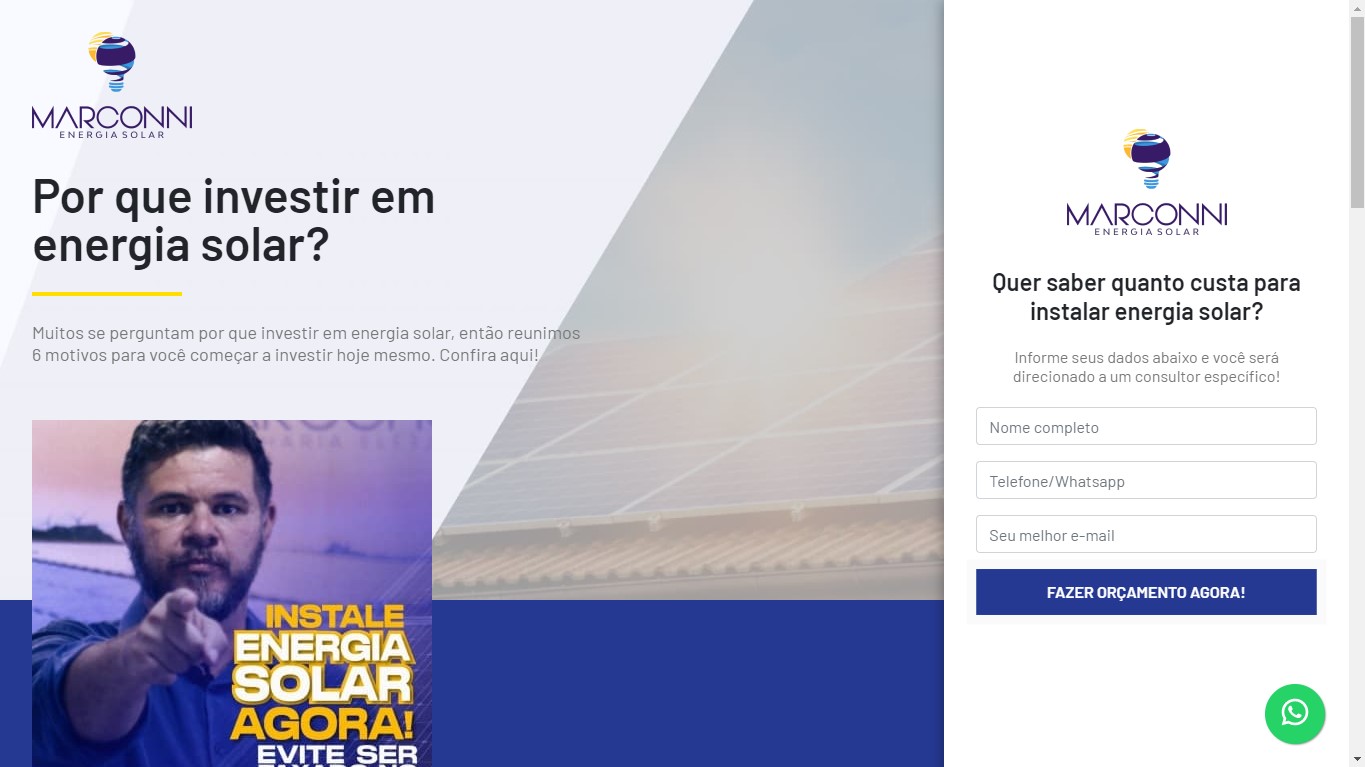 MARCONNI
ENERGIA SOLAR
Por que investir em
energia solar?
Muitos se perguntam por que investir em energia solar, então reunimos
6 motivos para você começar a investir hoje mesmo. Confira aqui!
INSTALE
ENERGIA
SOLAR
AGORA!
EVITE SER
MARCONNI
ENERGIA SOLAR
Quer saber quanto custa para
instalar energia solar?
Informe seus dados abaixo e você será
direcionado a um consultor específico!
Nome completo
Telefone/Whatsapp
Seu melhor e-mail
FAZER ORÇAMENTO AGORA!